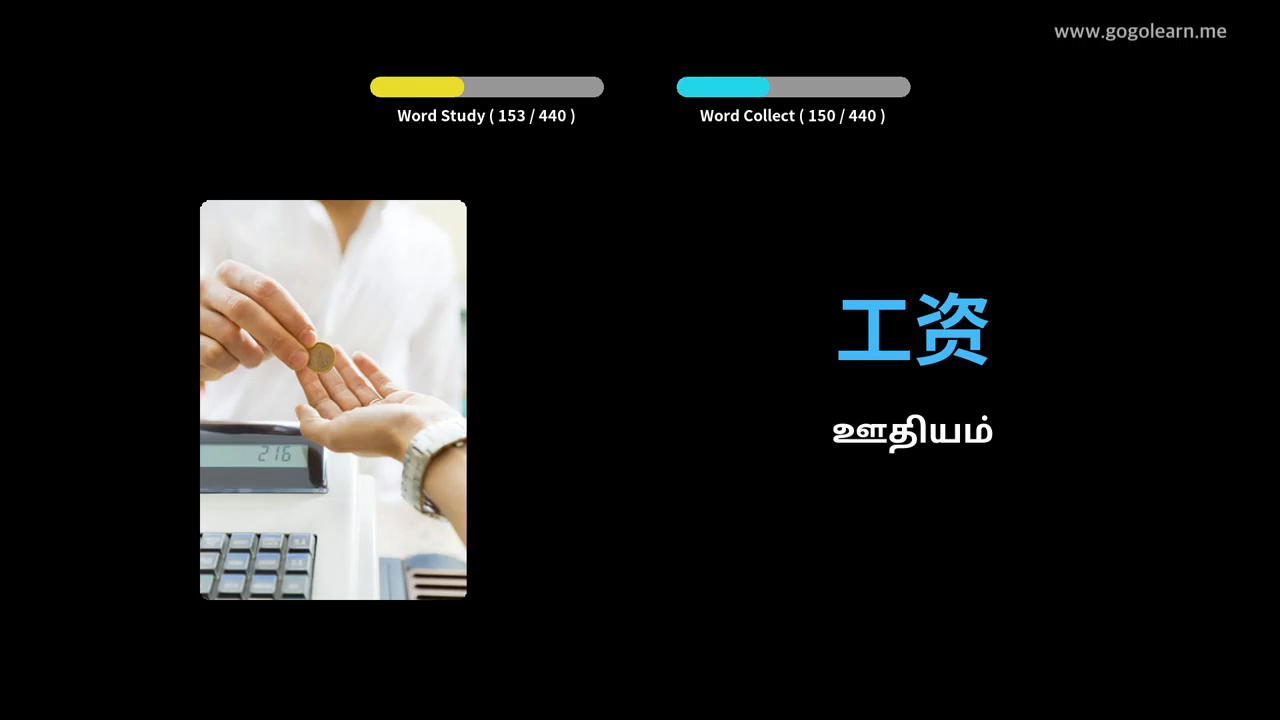 www.gogolearn.me
Word Study ( 153 / 440 )
Word Collect ( 150 / 440 )
216
工资
ஊதியம்